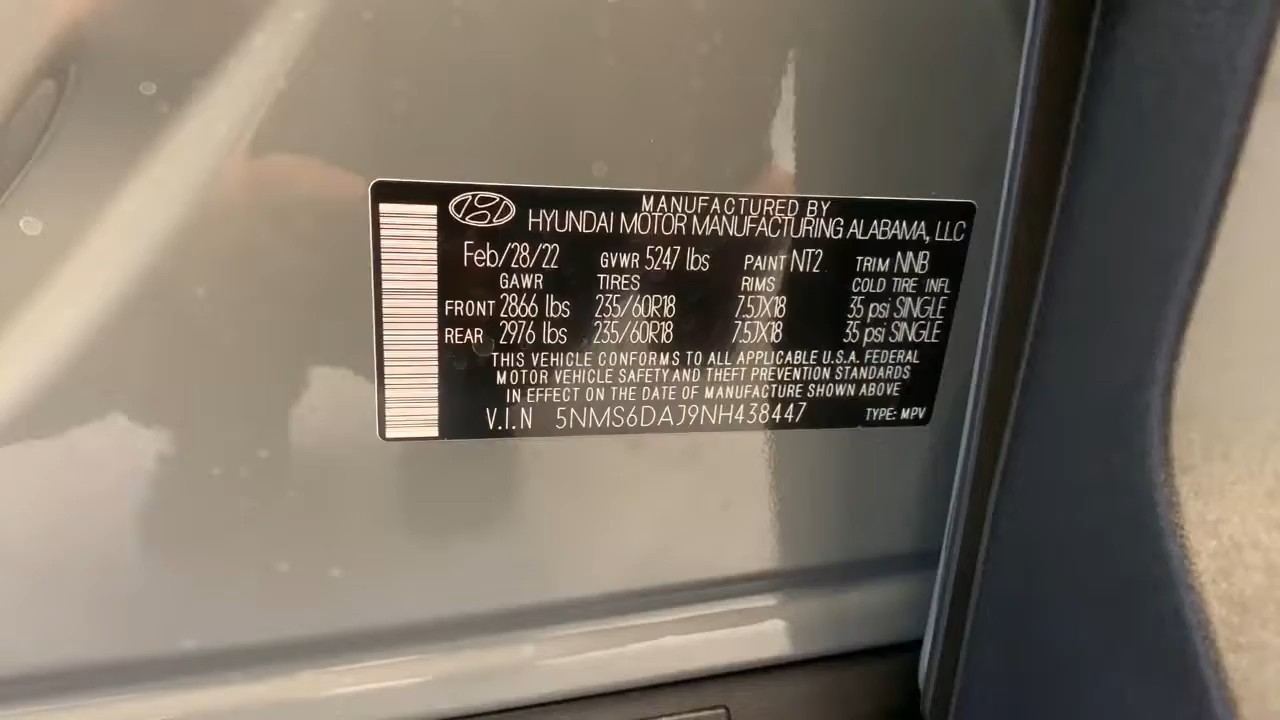 MANUFACTURED BY
HYUNDAI MOTOR MANUFACTURING ALABAMA, LLC
Feb/28/22 GVWR 5247 lbs PAINT NT2 TRIM NNB
GAWR TIRES RIMS COLD TIRE INFL
FRONT 2866 lbs 235/60R18 7.5JX18 35 psi SINGLE
REAR 2976 lbs 235/60R18 7.5JX18 35 psi SINGLE
THIS VEHICLE CONFORMS TO ALL APPLICABLE U.S.A. FEDERAL
MOTOR VEHICLE SAFETY AND THEFT PREVENTION STANDARDS
IN EFFECT ON THE DATE OF MANUFACTURE SHOWN ABOVE
V.I.N 5NMS6DAJ9NH438447 TYPE: MPV